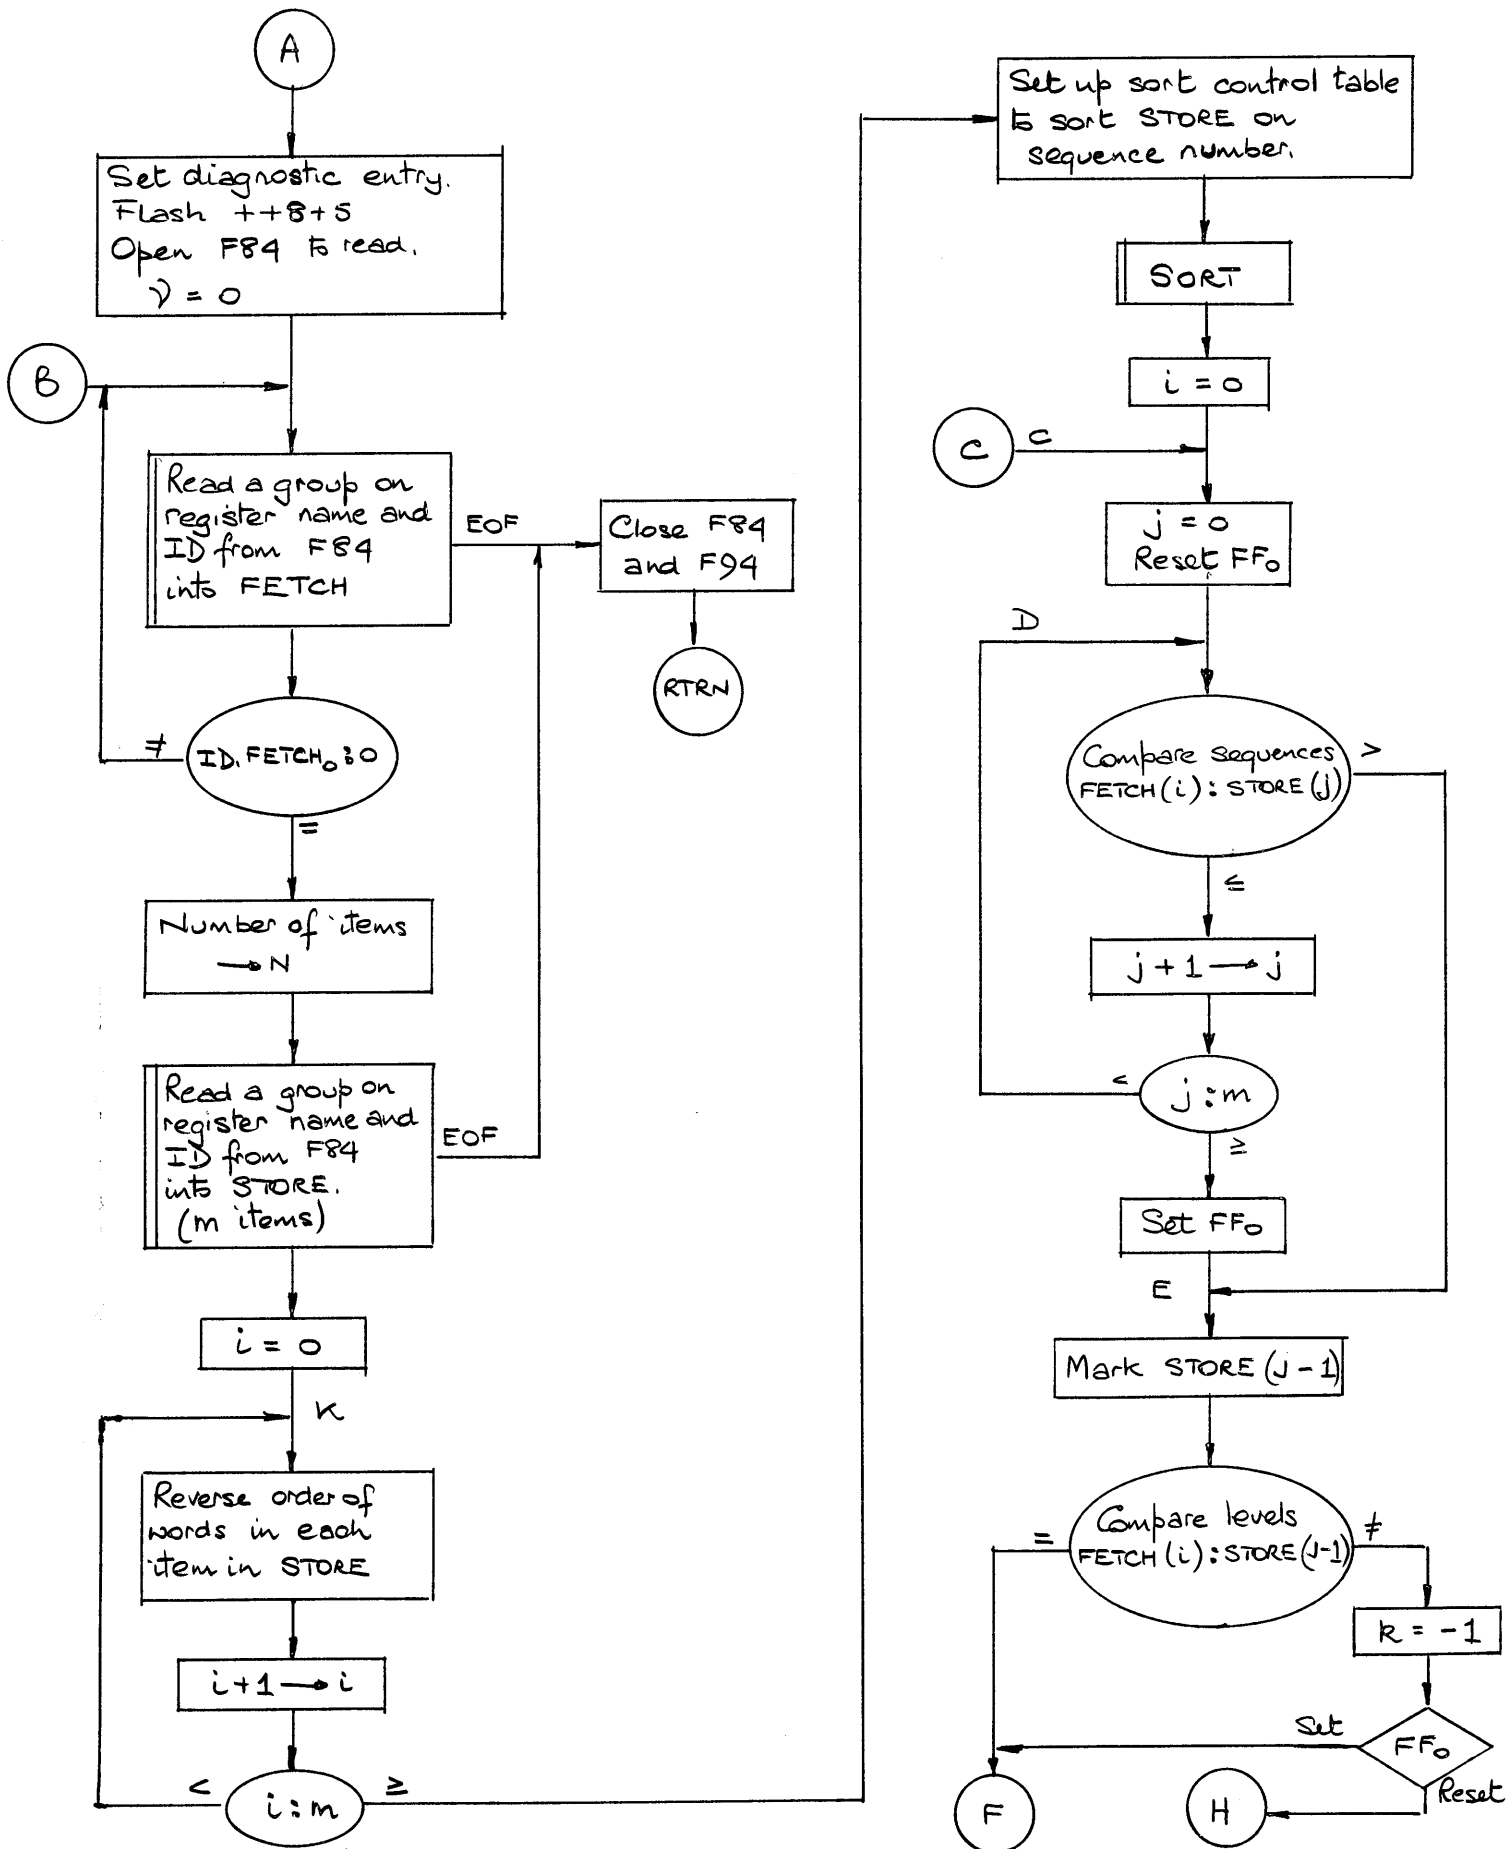 A
Set diagnostic entry.
Flash ++8+5
Open F84 to read.
ν = 0
B
Read a group on
register name and
ID from F84
into FETCH
EOF
Close F84
and F94
RTRN
≠
ID.FETCH₀:0
=
Number of items
→ N
Read a group on
register name and
ID from F84
into STORE.
(m items)
EOF
i = 0
K
Reverse order of
words in each
item in STORE
i+1 → i
<
i:m
≥
Set up sort control table
to sort STORE on
sequence number.
SORT
i = 0
C
C
j = 0
Reset FF₀
D
Compare sequences
FETCH(i):STORE(j)
>
≤
j+1 → j
<
j:m
≥
Set FF₀
E
Mark STORE(j-1)
=
Compare levels
FETCH(i):STORE(j-1)
≠
k = -1
Set
FF₀
Reset
F
H